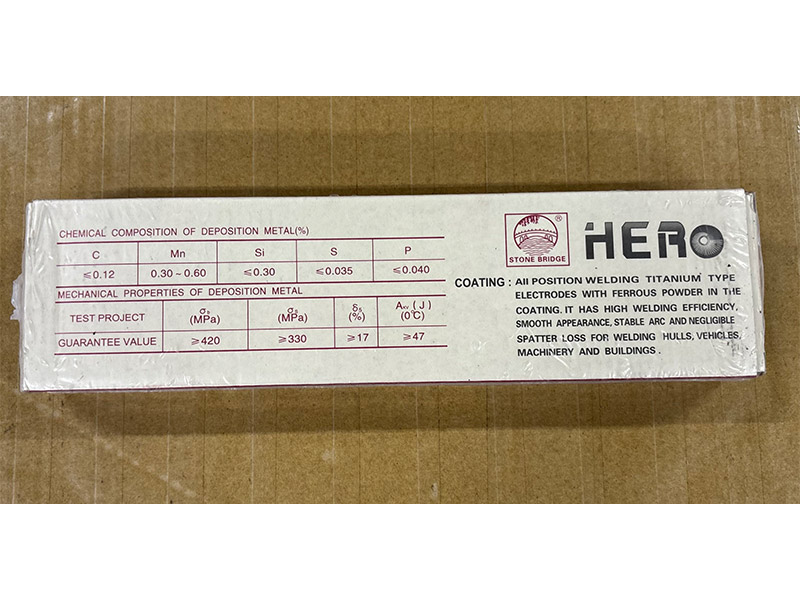 CHEMICAL COMPOSITION OF DEPOSITION METAL(%)
C Mn Si S P
≤0.12 0.30~0.60 ≤0.30 ≤0.035 ≤0.040
MECHANICAL PROPERTIES OF DEPOSITION METAL
TEST PROJECT σs (MPa) σs (MPa) δ5 (%) Akv (J) (0℃)
GUARANTEE VALUE ≥420 ≥330 ≥17 ≥47
®
STONE BRIDGE
HERO
COATING : All POSITION WELDING TITANIUM TYPE
ELECTRODES WITH FERROUS POWDER IN THE
COATING. IT HAS HIGH WELDING EFFICIENCY,
SMOOTH APPEARANCE, STABLE ARC AND NEGLIGIBLE
SPATTER LOSS FOR WELDING HULLS, VEHICLES,
MACHINERY AND BUILDINGS .